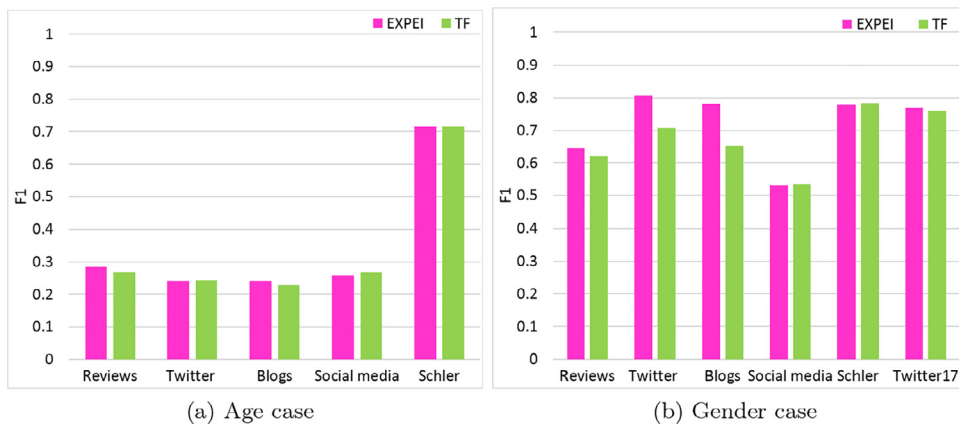 EXPEI TF
1
0.9
0.8
0.7
0.6
0.5
0.4
0.3
0.2
0.1
0
F1
Reviews Twitter Blogs Social media Schler
(a) Age case
EXPEI TF
1
0.9
0.8
0.7
0.6
0.5
0.4
0.3
0.2
0.1
0
F1
Reviews Twitter Blogs Social media Schler Twitter17
(b) Gender case